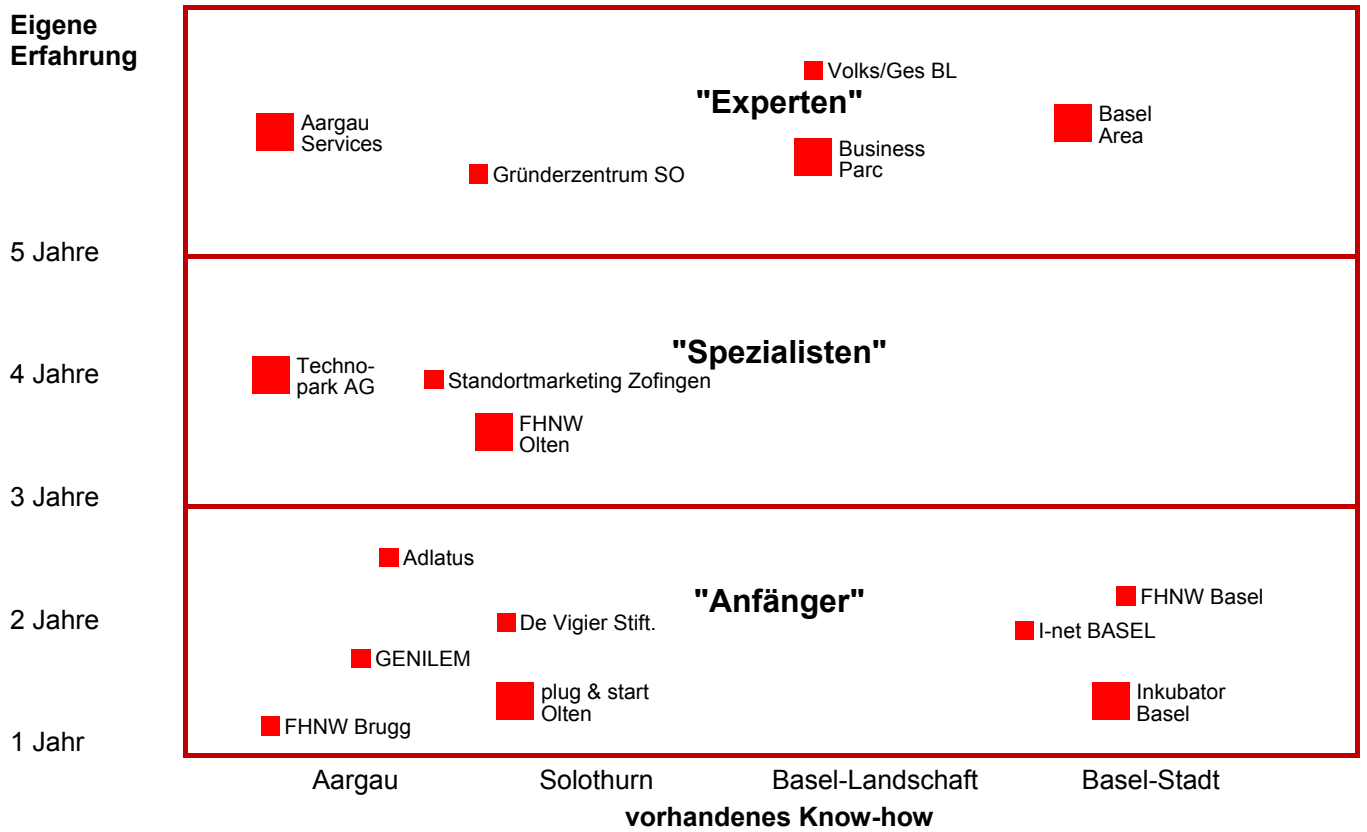 Eigene
Erfahrung
Volks/Ges BL
"Experten"
Aargau
Services
Basel
Area
Business
Parc
Gründerzentrum SO
5 Jahre
"Spezialisten"
4 Jahre
Techno-
park AG
Standortmarketing Zofingen
FHNW
Olten
3 Jahre
Adlatus
"Anfänger"
FHNW Basel
2 Jahre
De Vigier Stift.
I-net BASEL
GENILEM
plug & start
Olten
Inkubator
Basel
FHNW Brugg
1 Jahr
Aargau
Solothurn
Basel-Landschaft
Basel-Stadt
vorhandenes Know-how